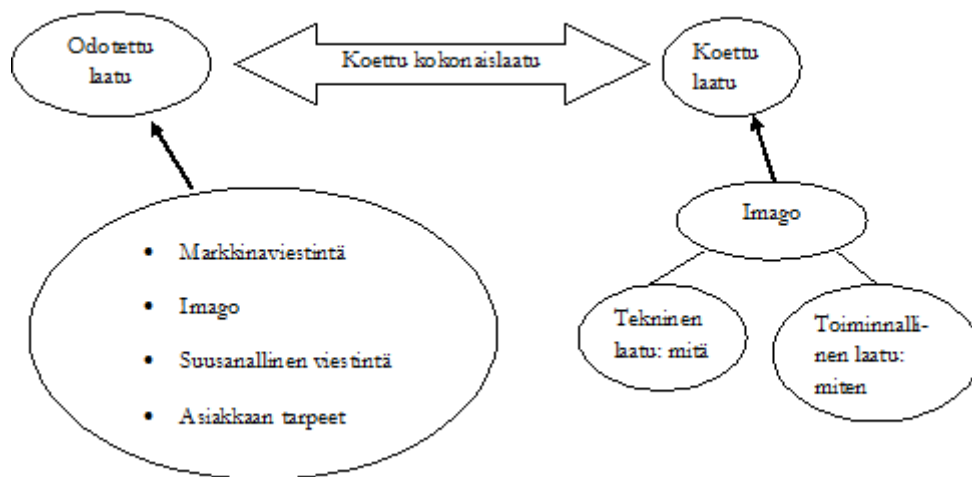 Odotettu
laatu
Koettu kokonaislaatu
Koettu
laatu
Imago
• Markkinaviestintä
• Imago
• Suusanallinen viestintä
• Asiakkaan tarpeet
Tekninen
laatu: mitä
Toiminnalli-
nen laatu:
miten